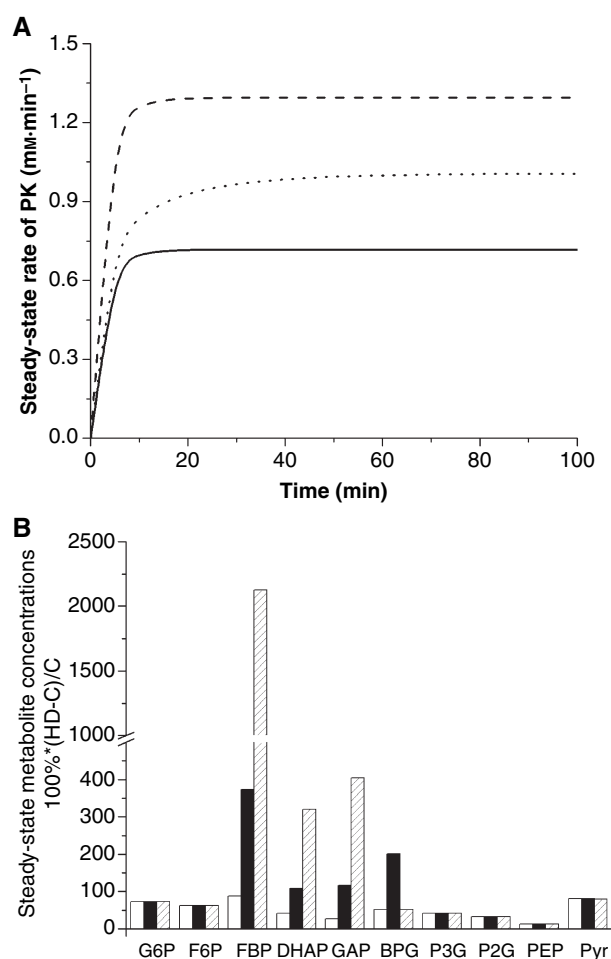 A
1.5
1.2
0.9
0.6
0.3
0.0
Steady-state rate of PK (mM·min⁻¹)
0 20 40 60 80 100
Time (min)
B
2500
2000
1500
1000
400
300
200
100
0
Steady-state metabolite concentrations
100%*(HD-C)/C
G6P F6P FBP DHAP GAP BPG P3G P2G PEP Pyr